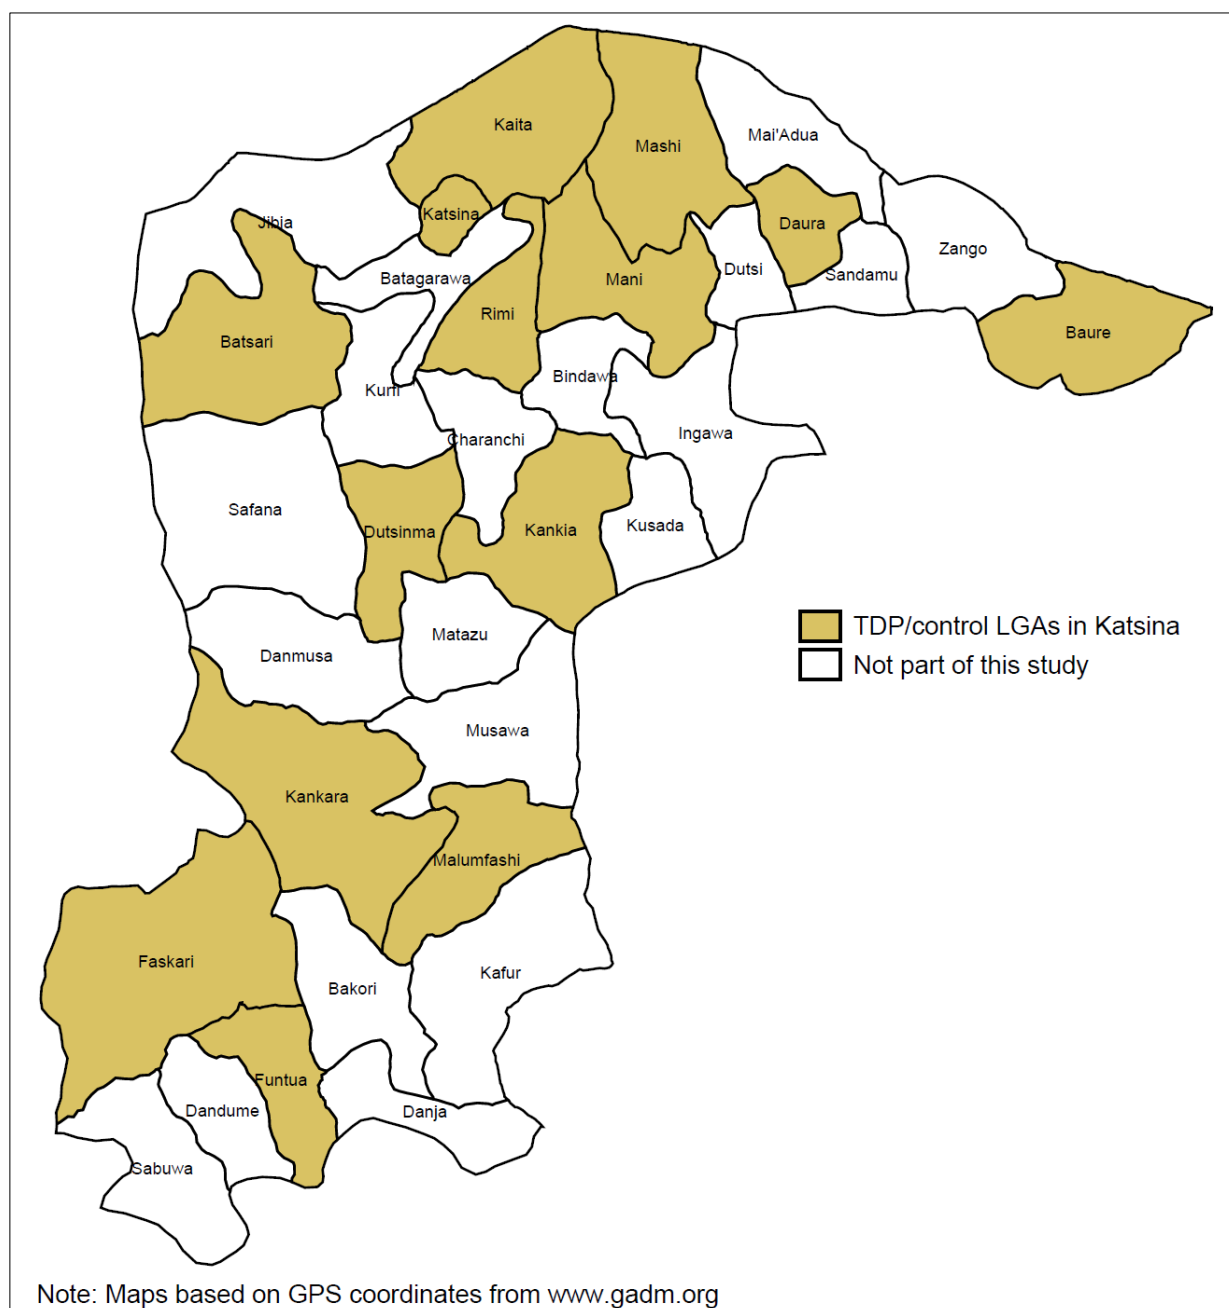 Kaita
Mashi
Mai'Adua
Katsina
Jibia
Daura
Zango
Batagarawa
Dutsi
Sandamu
Mani
Rimi
Batsari
Baure
Bindawa
Kurfi
Charanchi
Ingawa
Safana
Dutsinma
Kankia
Kusada
TDP/control LGAs in Katsina
Not part of this study
Matazu
Danmusa
Musawa
Kankara
Malumfashi
Faskari
Kafur
Bakori
Funtua
Dandume
Danja
Sabuwa
Note: Maps based on GPS coordinates from www.gadm.org